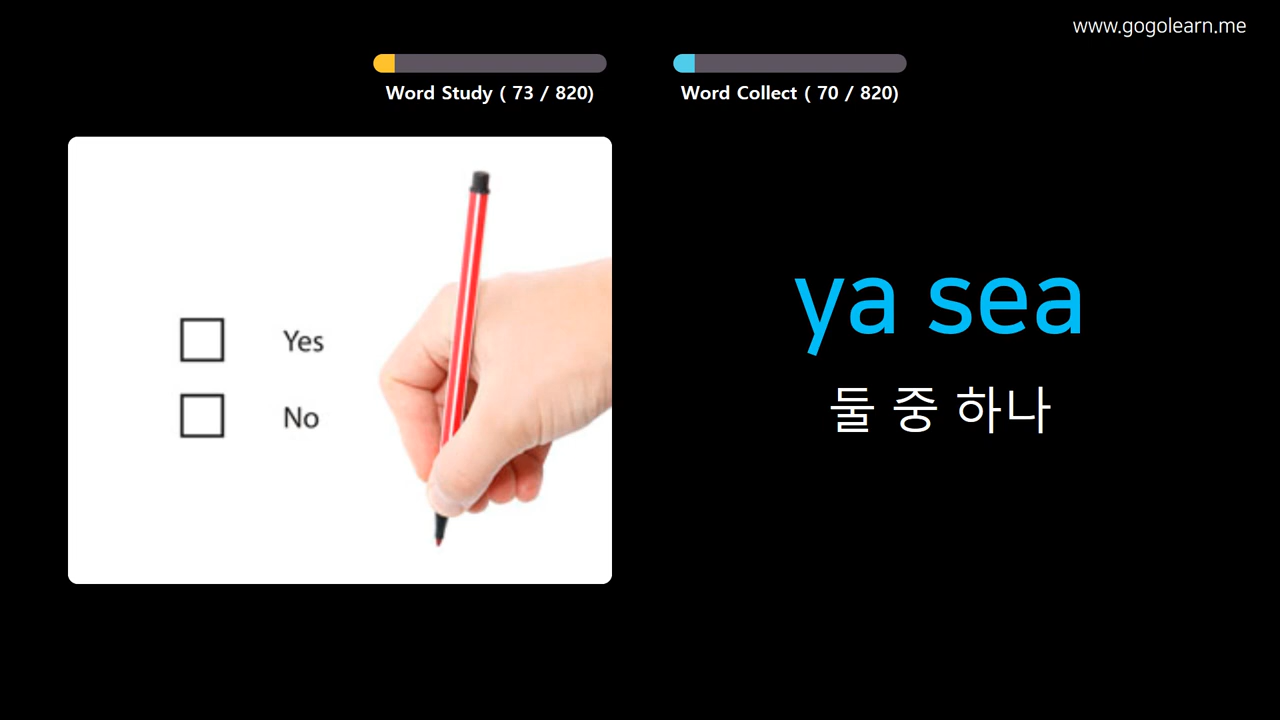 www.gogolearn.me
Word Study ( 73 / 820)
Word Collect ( 70 / 820)
Yes
No
ya sea
둘 중 하나